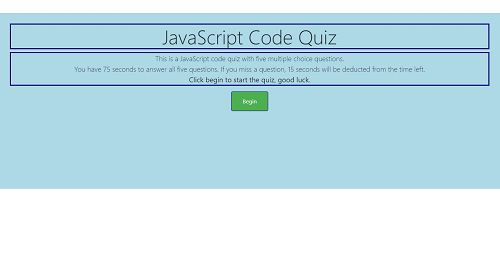 JavaScript Code Quiz
This is a JavaScript code quiz with five multiple choice questions.
You have 75 seconds to answer all five questions. If you miss a question, 15 seconds will be deducted from the time left.
Click begin to start the quiz, good luck.
Begin